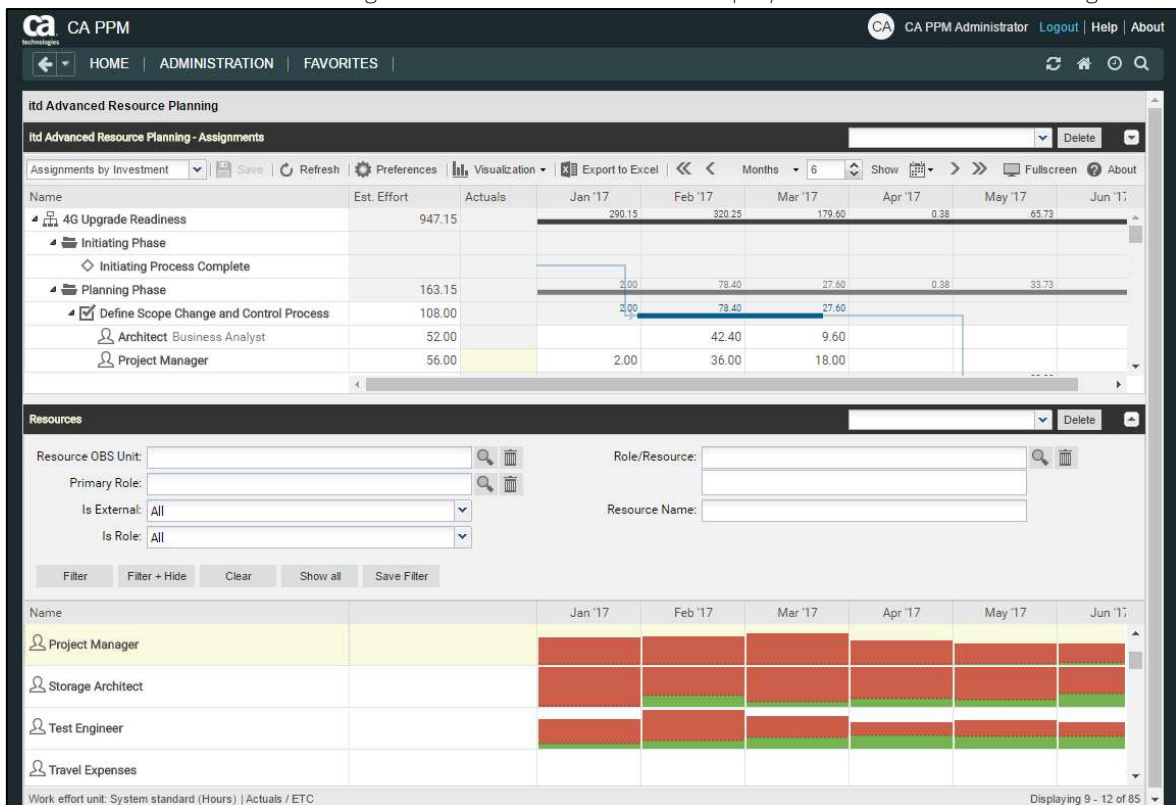 ca CA PPM CA CA PPM Administrator Logout | Help | About
technologies
HOME | ADMINISTRATION | FAVORITES |
itd Advanced Resource Planning
itd Advanced Resource Planning - Assignments Delete
Assignments by Investment Save Refresh Preferences Visualization Export to Excel Months 6 Show Fullscreen About
Name Est. Effort Actuals Jan '17 Feb '17 Mar '17 Apr '17 May '17 Jun '17
4G Upgrade Readiness 947.15 290.15 320.25 179.60 0.38 65.73
Initiating Phase
Initiating Process Complete
Planning Phase 163.15 2.00 78.40 27.60 0.38 33.73
Define Scope Change and Control Process 108.00 2.00 78.40 27.60
Architect Business Analyst 52.00 42.40 9.60
Project Manager 56.00 2.00 36.00 18.00
Resources Delete
Resource OBS Unit: Role/Resource:
Primary Role:
Is External: All Resource Name:
Is Role: All
Filter Filter + Hide Clear Show all Save Filter
Name Jan '17 Feb '17 Mar '17 Apr '17 May '17 Jun '17
Project Manager
Storage Architect
Test Engineer
Travel Expenses
Work effort unit: System standard (Hours) | Actuals / ETC Displaying 9 - 12 of 85